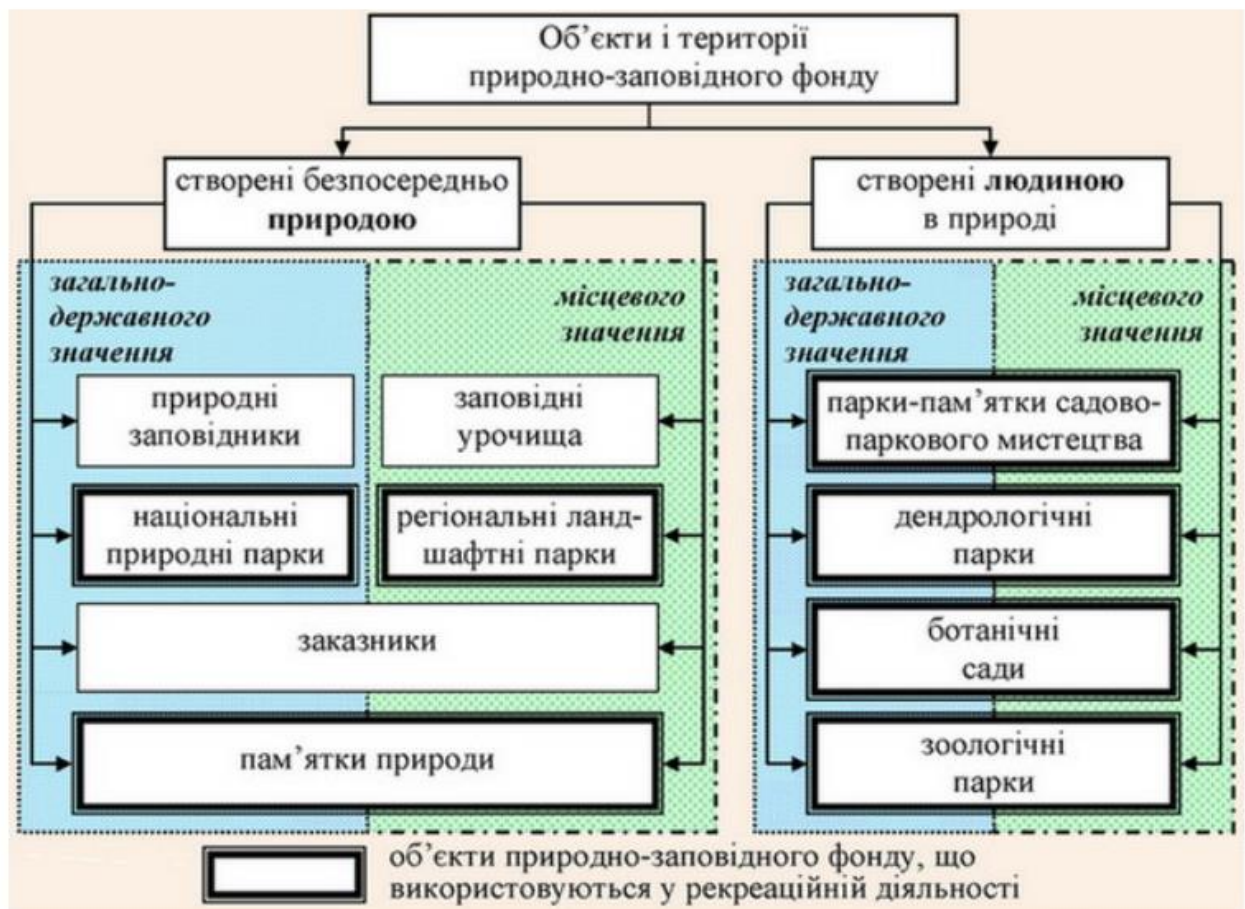 Об’єкти і території
природно-заповідного фонду
створені безпосередньо
природою
створені людиною
в природі
загально-
державного
значення
місцевого
значення
природні
заповідники
заповідні
урочища
національні
природні парки
регіональні ланд-
шафтні парки
заказники
пам’ятки природи
загально-
державного
значення
місцевого
значення
парки-пам’ятки садово-
паркового мистецтва
дендрологічні
парки
ботанічні
сади
зоологічні
парки
об’єкти природно-заповідного фонду, що
використовуються у рекреаційній діяльності